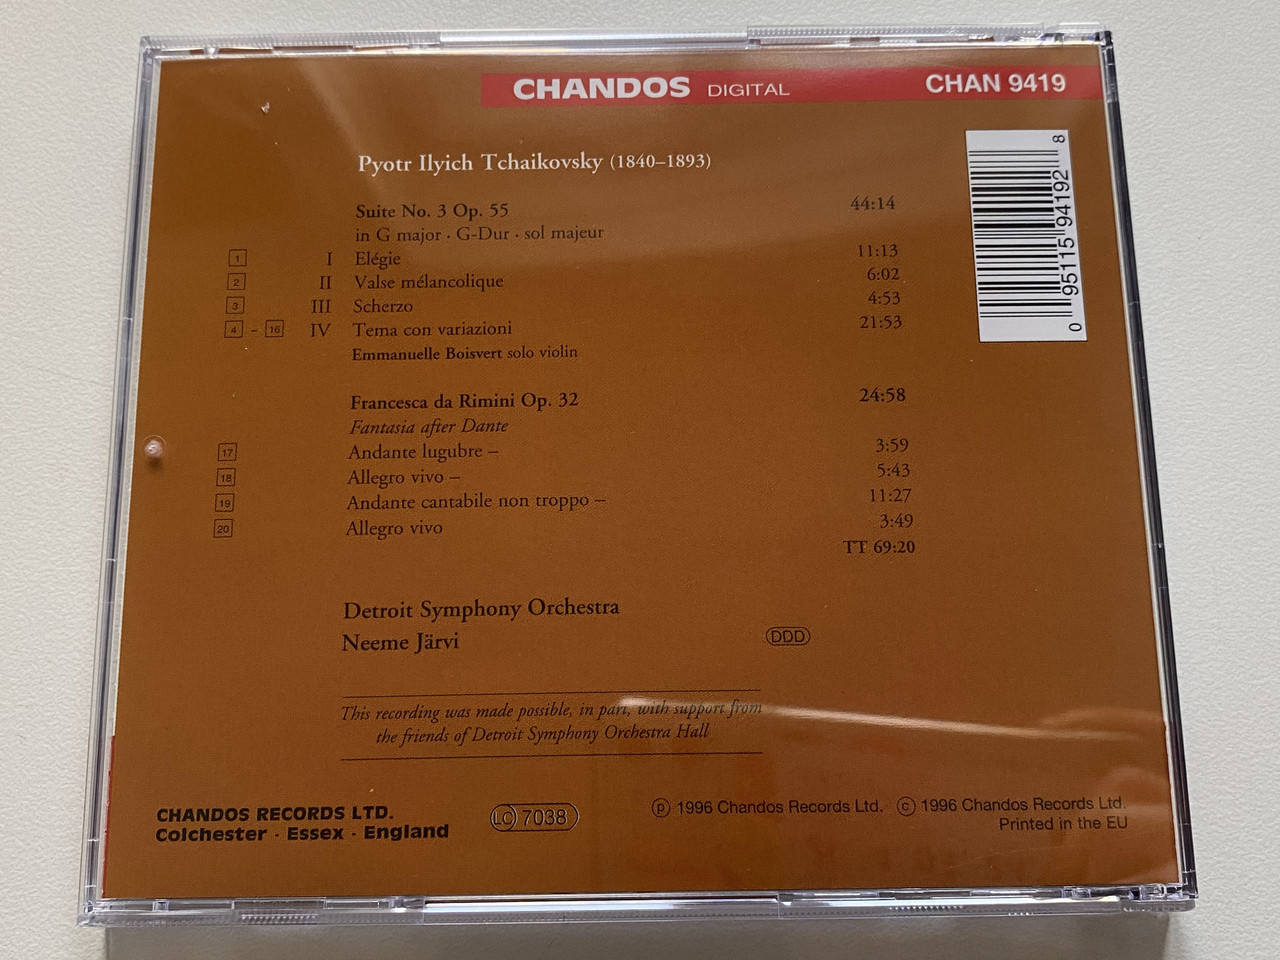 CHANDOS DIGITAL CHAN 9419
0 95115 94192 8
Pyotr Ilyich Tchaikovsky (1840–1893)
Suite No. 3 Op. 55 44:14
in G major · G-Dur · sol majeur
1 I Elégie 11:13
2 II Valse mélancolique 6:02
3 III Scherzo 4:53
4 – 16 IV Tema con variazioni 21:53
Emmanuelle Boisvert solo violin
Francesca da Rimini Op. 32 24:58
Fantasia after Dante
17 Andante lugubre – 3:59
18 Allegro vivo – 5:43
19 Andante cantabile non troppo – 11:27
20 Allegro vivo 3:49
TT 69:20
Detroit Symphony Orchestra
Neeme Järvi DDD
This recording was made possible, in part, with support from
the friends of Detroit Symphony Orchestra Hall
CHANDOS RECORDS LTD.
Colchester · Essex · England
LC 7038
℗ 1996 Chandos Records Ltd. © 1996 Chandos Records Ltd.
Printed in the EU